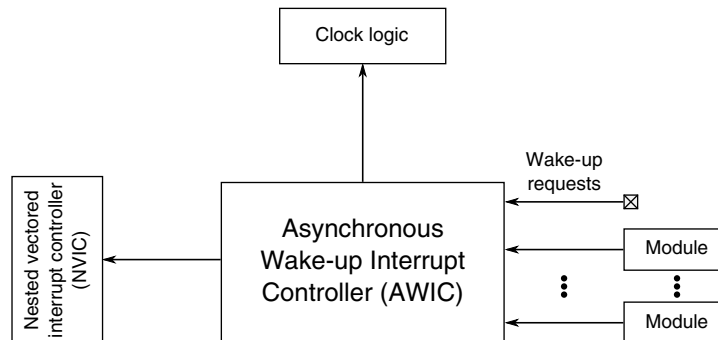 Clock logic
Wake-up
requests
Nested vectored
interrupt controller
(NVIC)
Asynchronous
Wake-up Interrupt
Controller (AWIC)
Module
Module